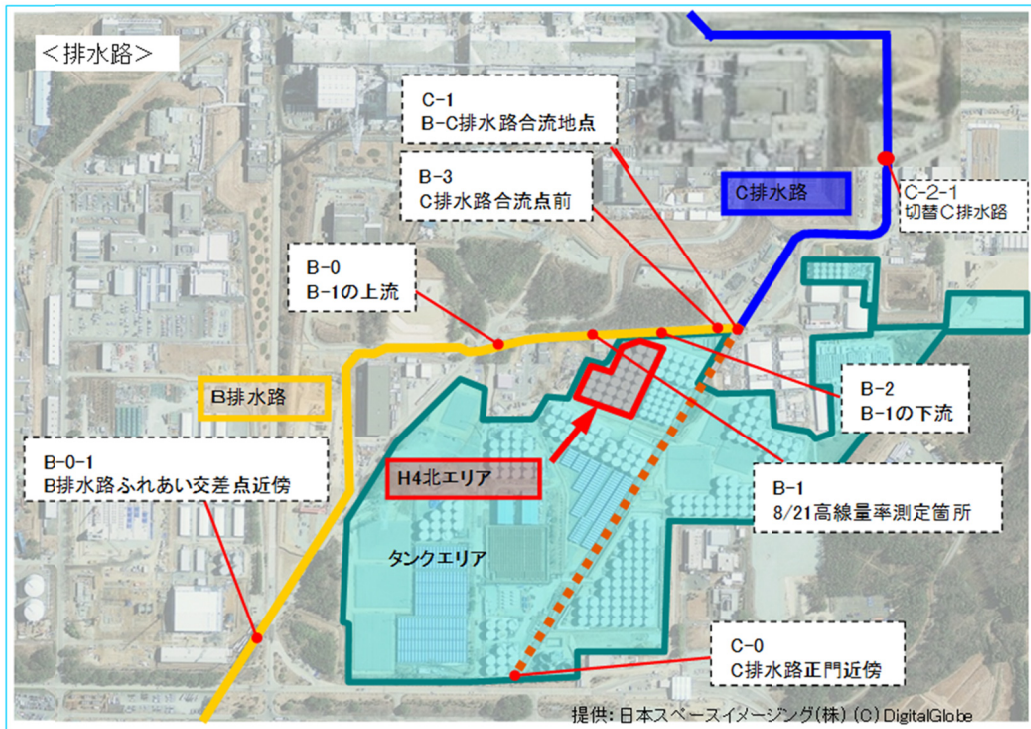 ＜排水路＞
C-1
B-C排水路合流地点
B-3
C排水路合流点前
C排水路
C-2-1
切替C排水路
B-0
B-1の上流
B排水路
B-2
B-1の下流
B-0-1
B排水路ふれあい交差点近傍
H4北エリア
B-1
8/21高線量率測定箇所
タンクエリア
C-0
C排水路正門近傍
提供：日本スペースイメージング(株) (C)DigitalGlobe